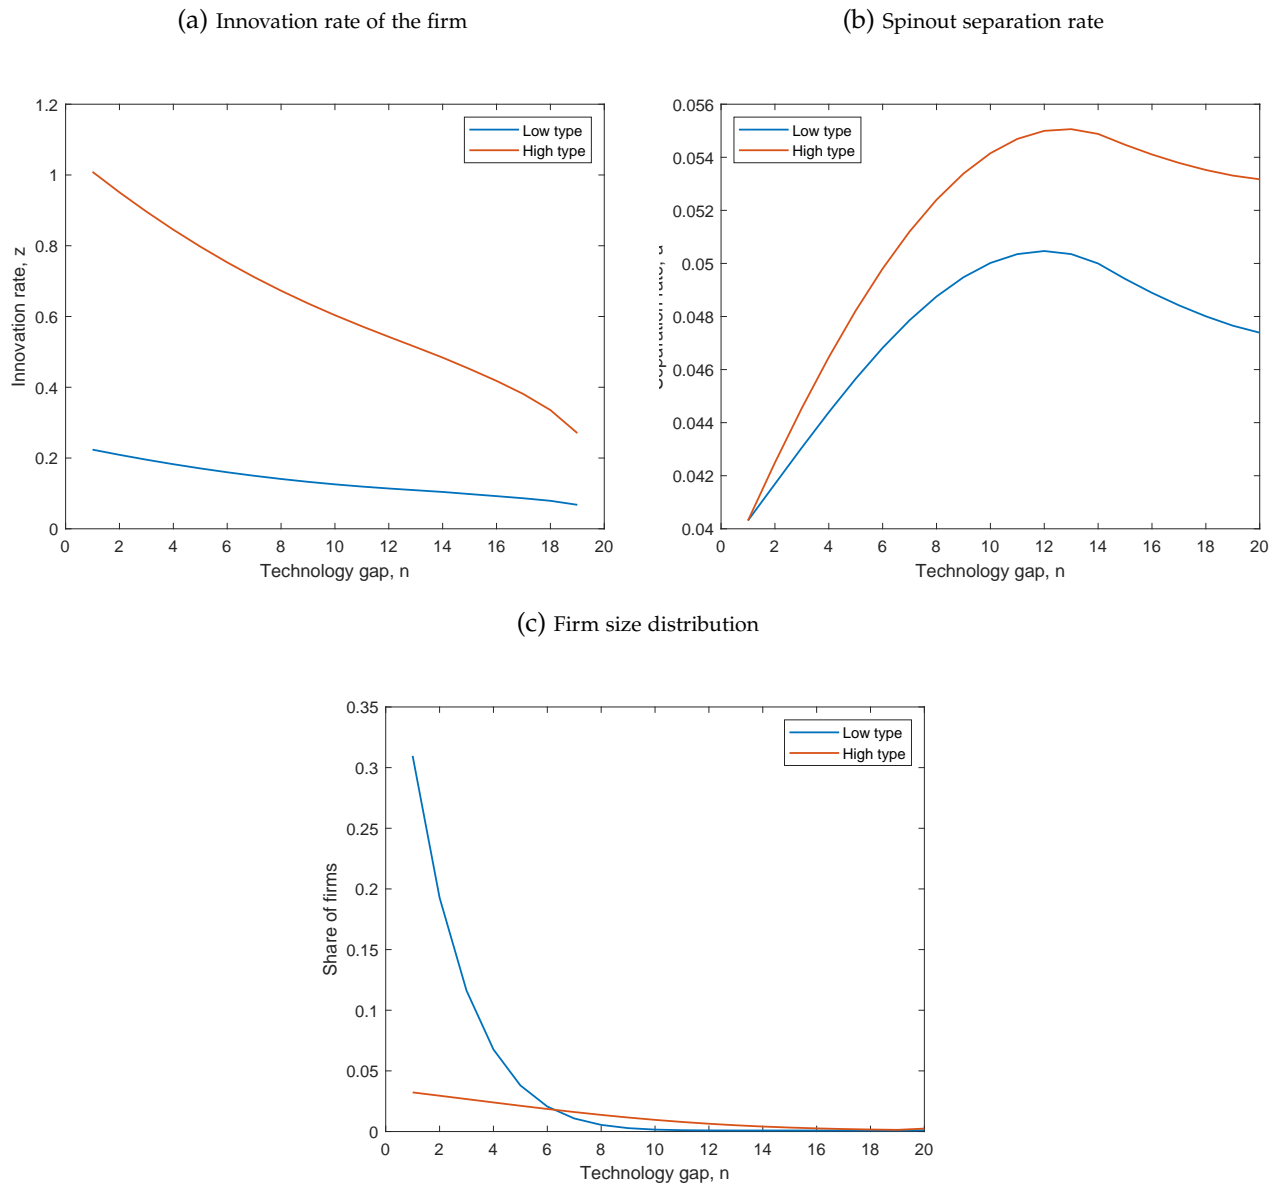 (a) Innovation rate of the firm
1.2
1
0.8
0.6
0.4
0.2
0
0 2 4 6 8 10 12 14 16 18 20
Innovation rate, z
Technology gap, n
Low type
High type
(b) Spinout separation rate
0.056
0.054
0.052
0.05
0.048
0.046
0.044
0.042
0.04
0 2 4 6 8 10 12 14 16 18 20
Separation rate,
Technology gap, n
Low type
High type
(c) Firm size distribution
0.35
0.3
0.25
0.2
0.15
0.1
0.05
0
0 2 4 6 8 10 12 14 16 18 20
Share of firms
Technology gap, n
Low type
High type